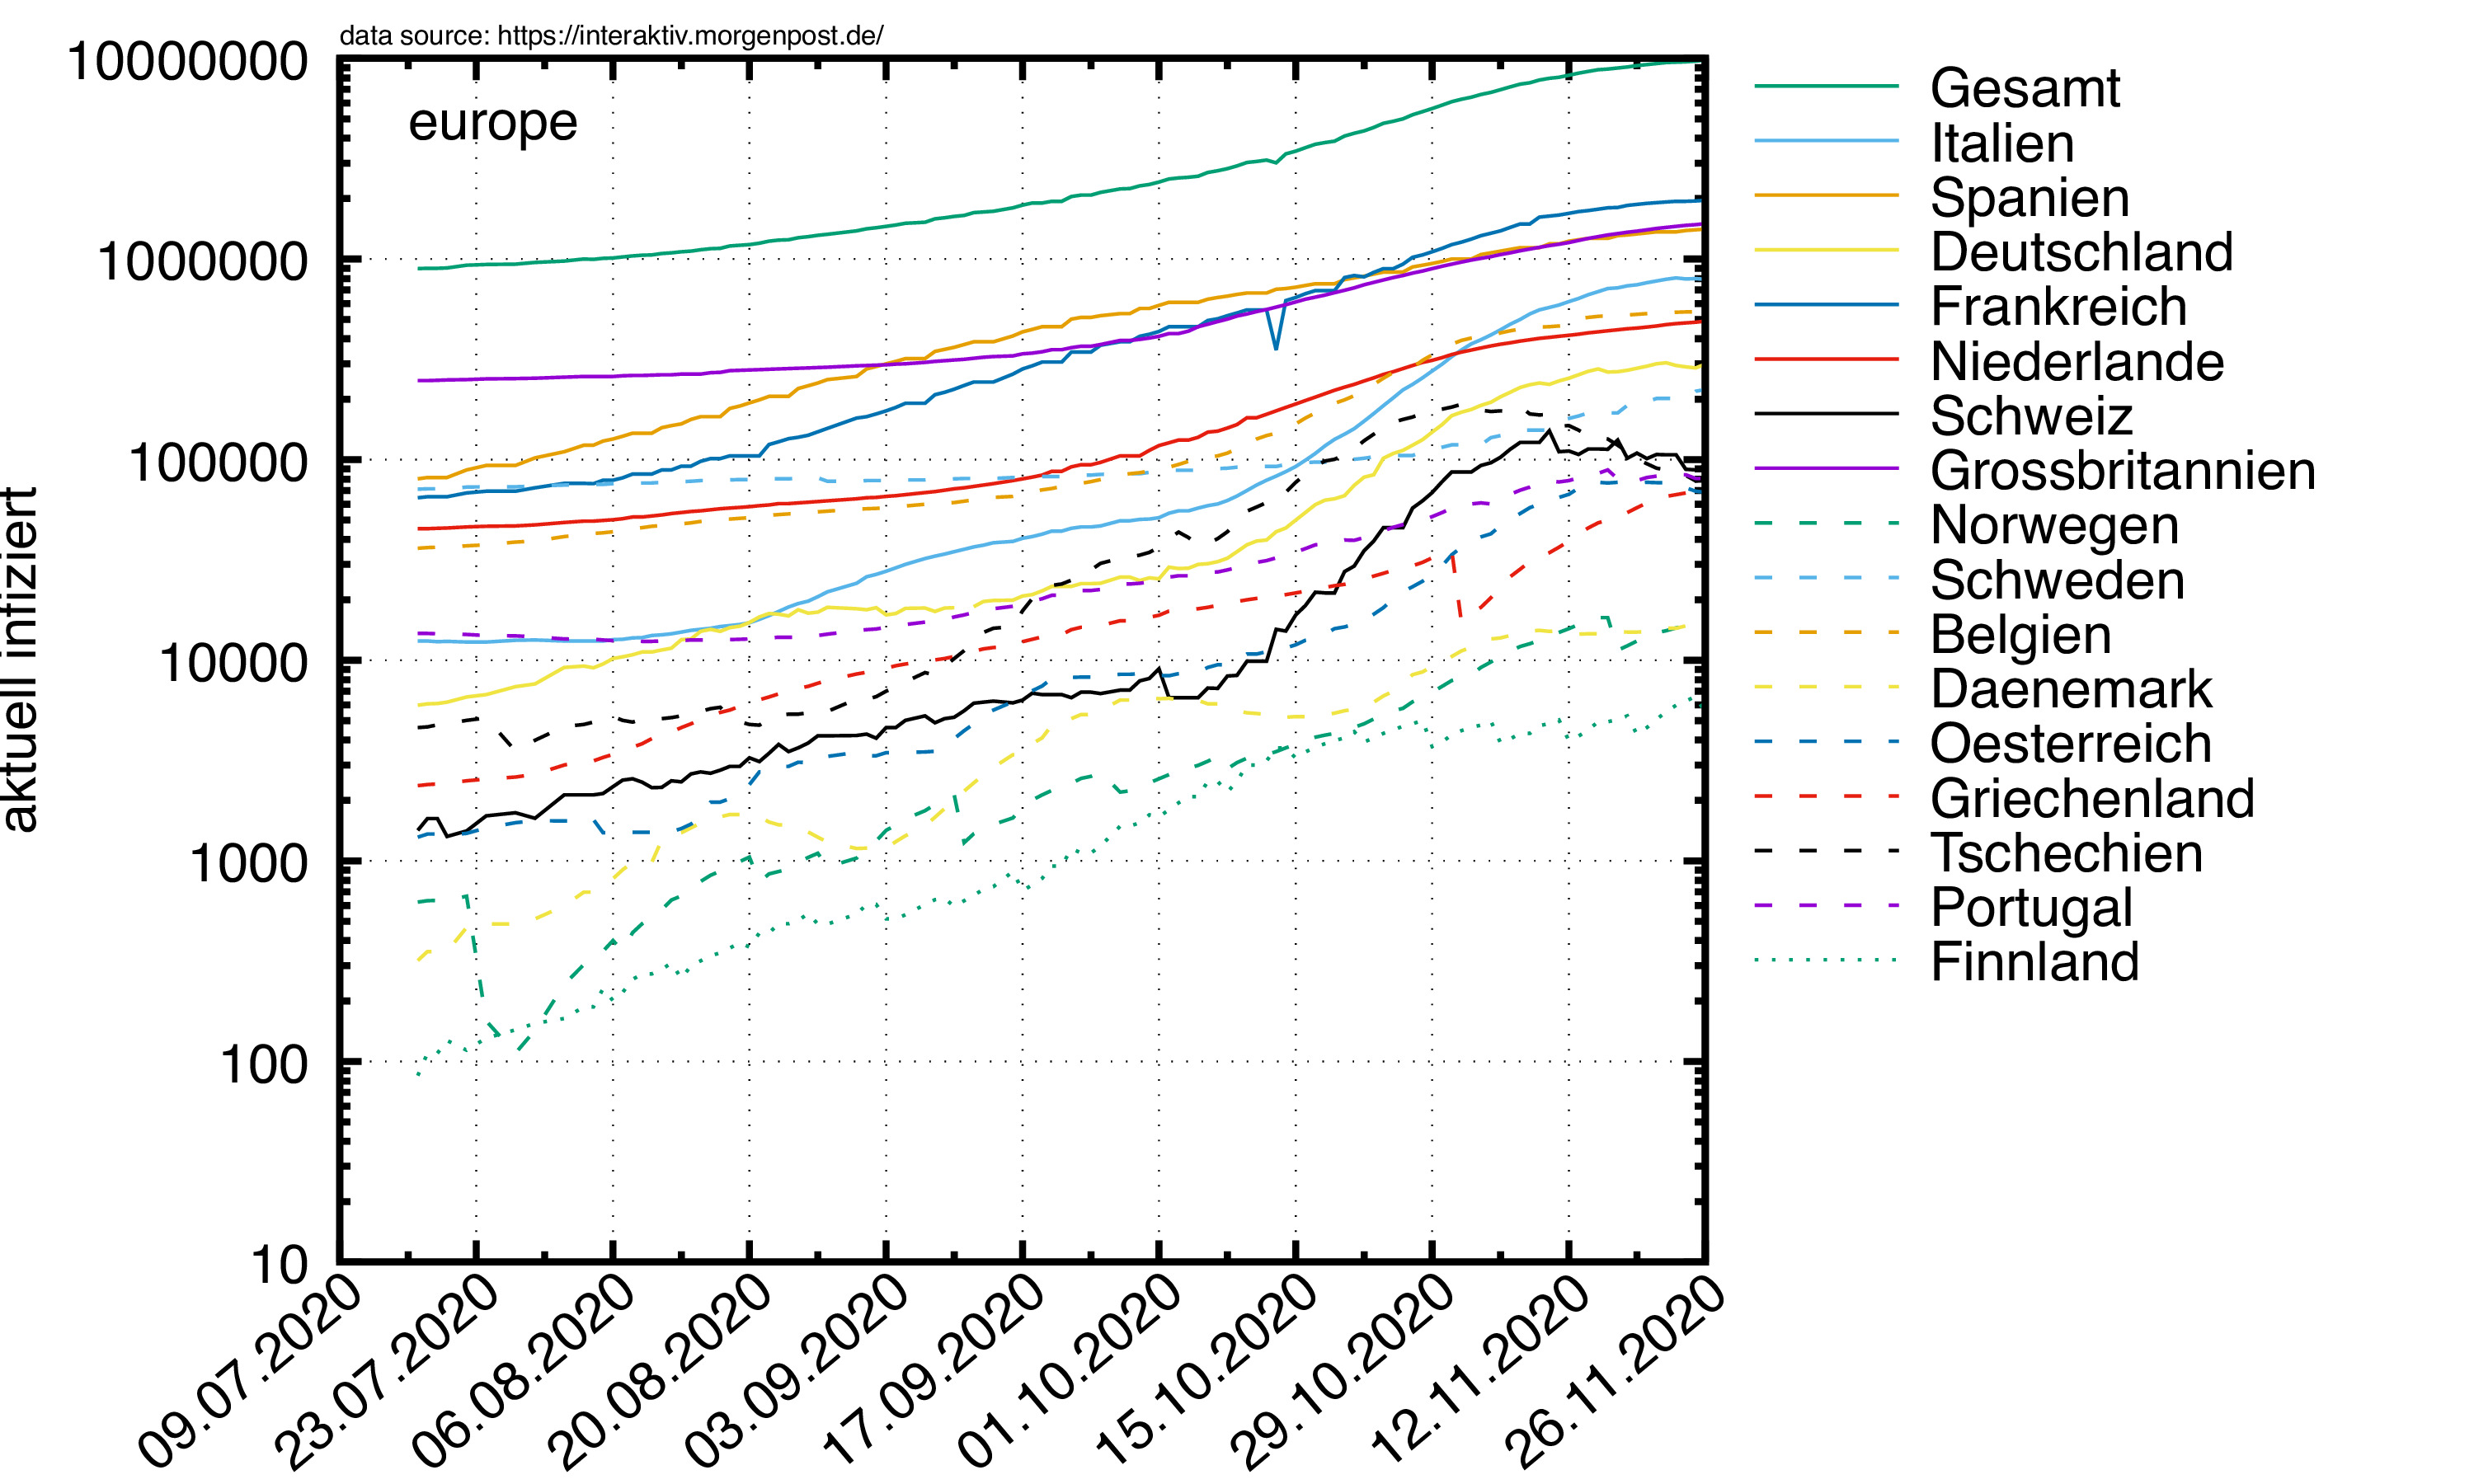 data source: https://interaktiv.morgenpost.de/
europe
aktuell infiziert
10000000
1000000
100000
10000
1000
100
10
09.07.2020
23.07.2020
06.08.2020
20.08.2020
03.09.2020
17.09.2020
01.10.2020
15.10.2020
29.10.2020
12.11.2020
26.11.2020
Gesamt
Italien
Spanien
Deutschland
Frankreich
Niederlande
Schweiz
Grossbritannien
Norwegen
Schweden
Belgien
Daenemark
Oesterreich
Griechenland
Tschechien
Portugal
Finnland